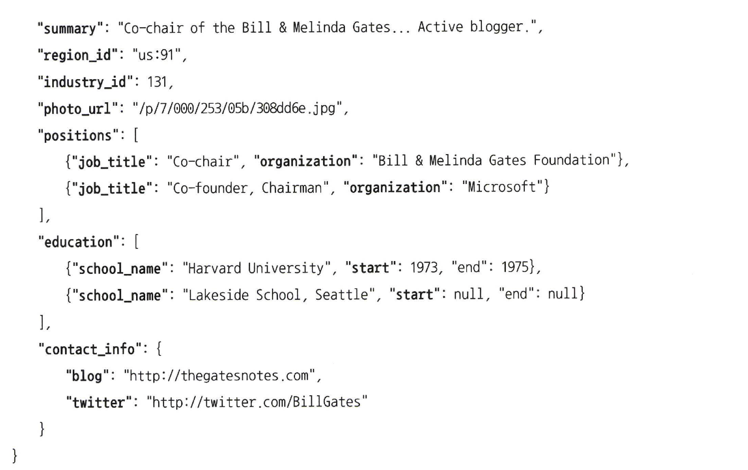 "summary": "Co-chair of the Bill & Melinda Gates... Active blogger.",
"region_id": "us:91",
"industry_id": 131,
"photo_url": "/p/7/000/253/05b/308dd6e.jpg",
"positions": [
{"job_title": "Co-chair", "organization": "Bill & Melinda Gates Foundation"},
{"job_title": "Co-founder, Chairman", "organization": "Microsoft"}
],
"education": [
{"school_name": "Harvard University", "start": 1973, "end": 1975},
{"school_name": "Lakeside School, Seattle", "start": null, "end": null}
],
"contact_info": {
"blog": "http://thegatesnotes.com",
"twitter": "http://twitter.com/BillGates"
}
}